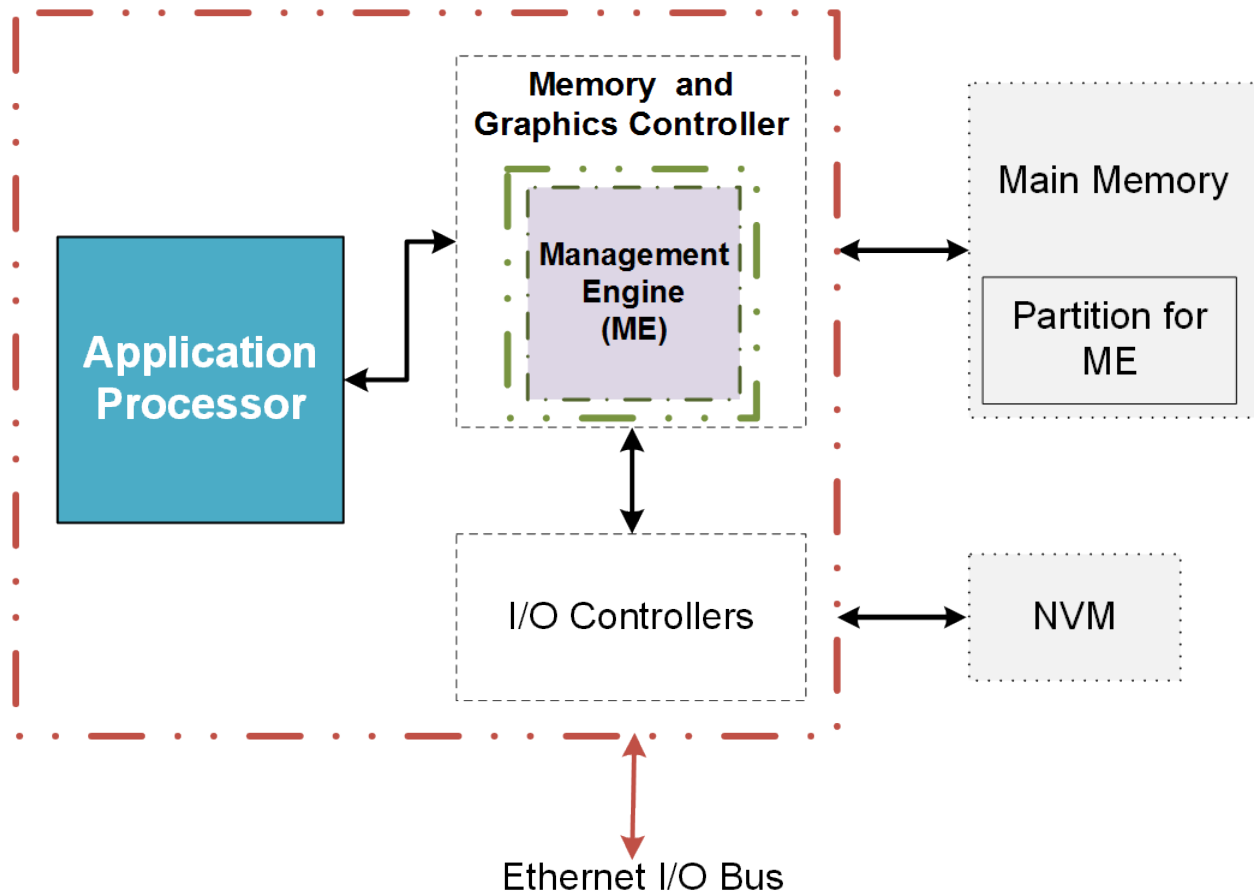 Memory and
Graphics Controller
Management
Engine
(ME)
Application
Processor
I/O Controllers
Main Memory
Partition for
ME
NVM
Ethernet I/O Bus